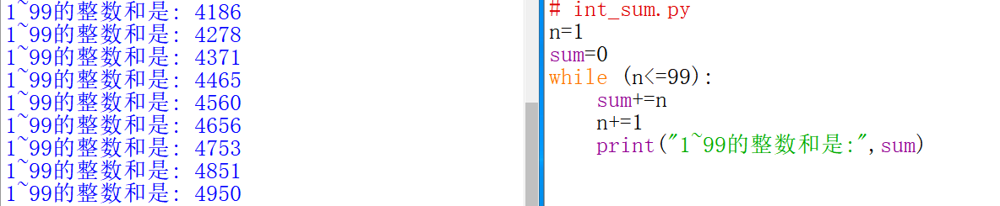 1~99的整数和是: 4186
1~99的整数和是: 4278
1~99的整数和是: 4371
1~99的整数和是: 4465
1~99的整数和是: 4560
1~99的整数和是: 4656
1~99的整数和是: 4753
1~99的整数和是: 4851
1~99的整数和是: 4950
# int_sum.py
n=1
sum=0
while (n<=99):
    sum+=n
    n+=1
    print("1~99的整数和是:",sum)